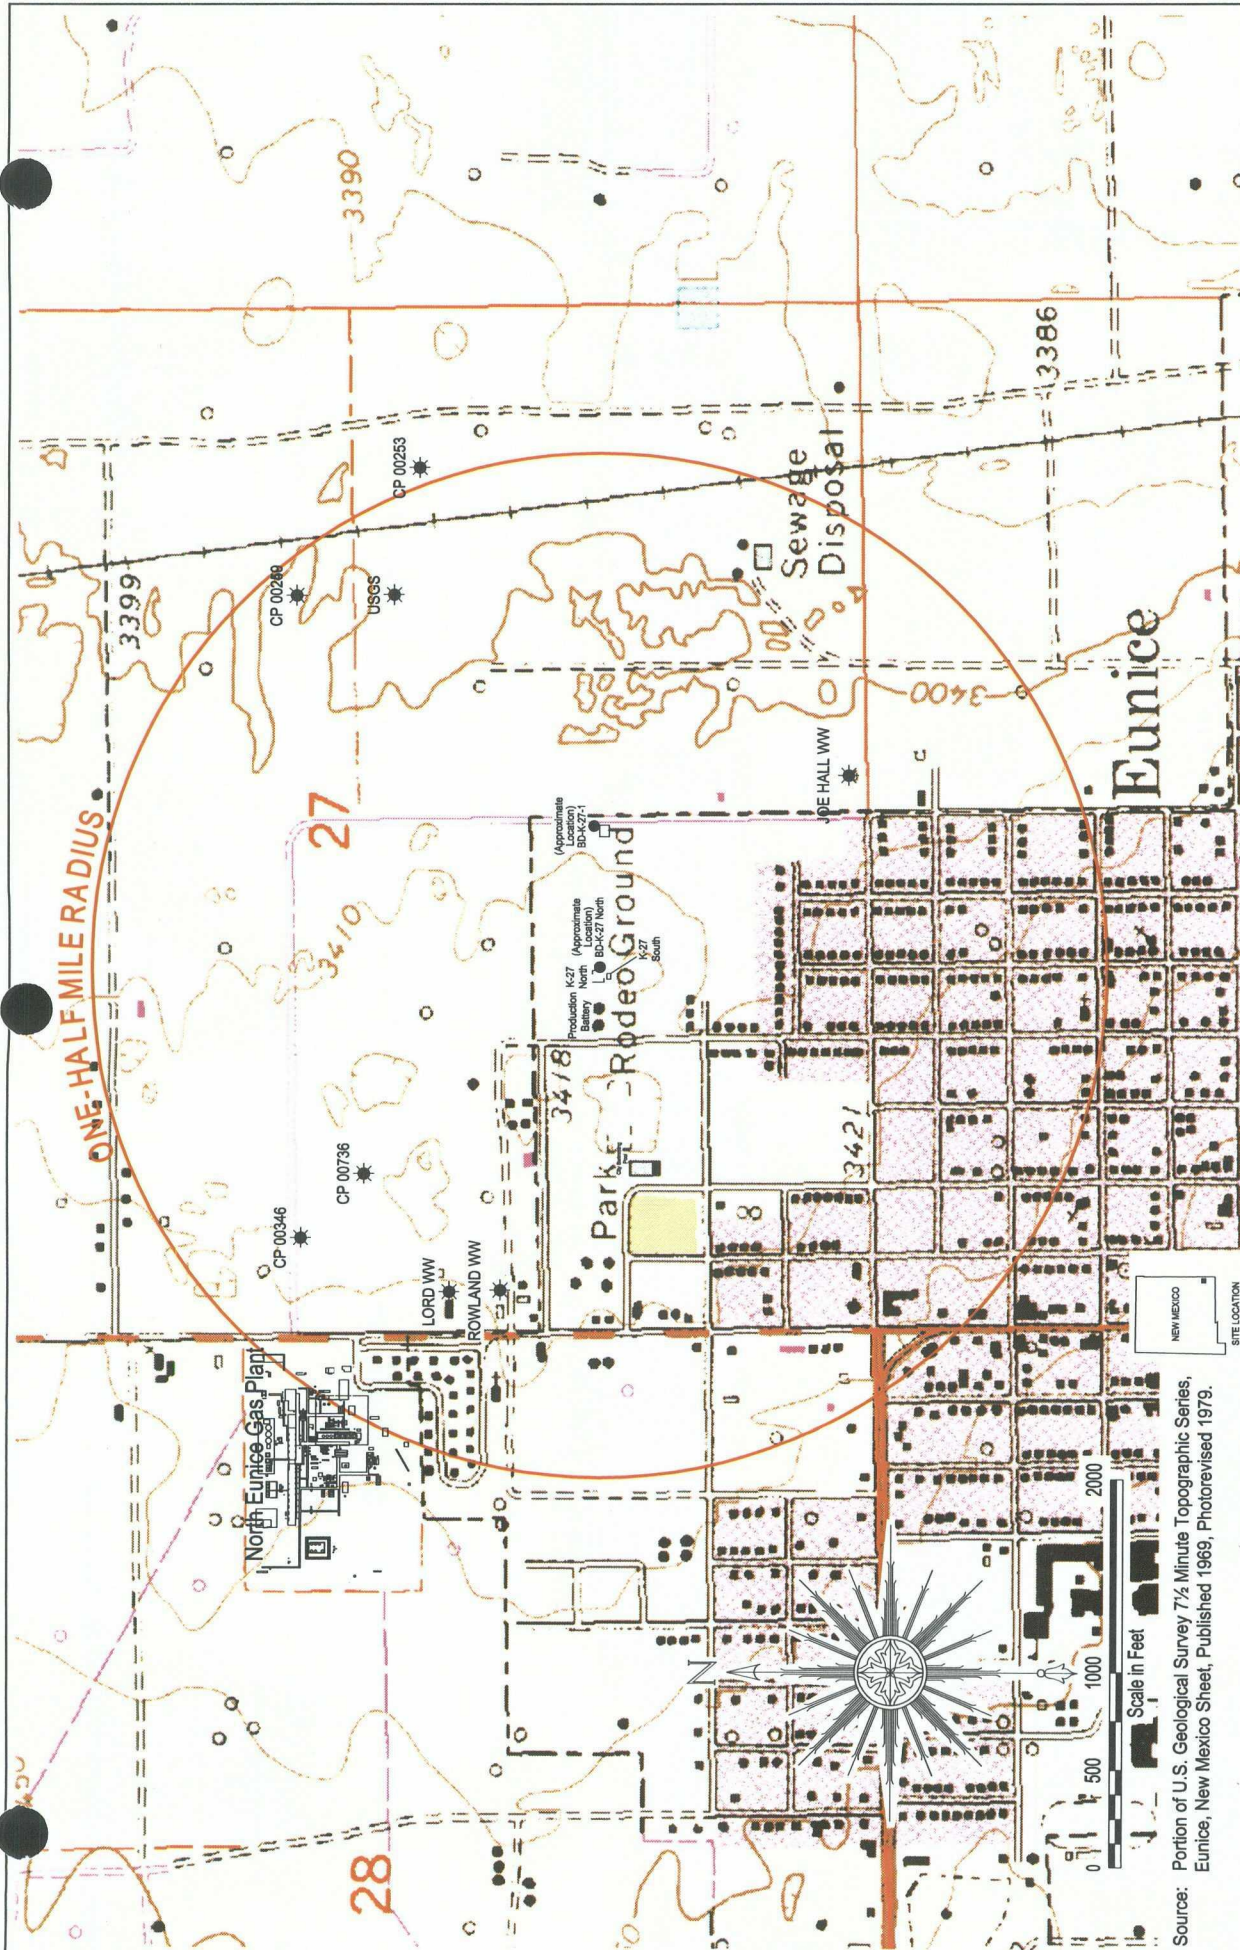 ONE-HALF MILE RADIUS
North Eunice Gas Plant
28
27
3399
3390
3410
3418
3421
3400
3386
CP 00346
CP 00736
CP 00269
USGS
CP 00253
LORD WW
ROWLAND WW
JOE HALL WW
Production
Battery
K-27
North
(Approximate
Location)
BD-K-27 North
K-27
South
(Approximate
Location)
BD-K-27-1
Park
Rodeo Ground
Sewage
Disposal
Eunice
N
0 500 1000 2000
Scale in Feet
NEW MEXICO
SITE LOCATION
Source: Portion of U.S. Geological Survey 7½ Minute Topographic Series,
Eunice, New Mexico Sheet, Published 1969, Photorevised 1979.